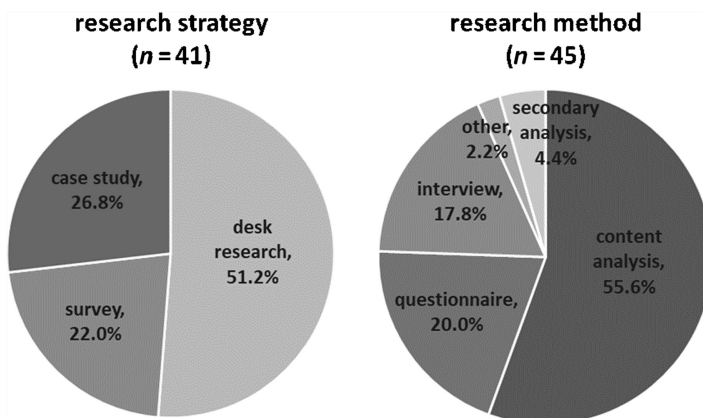 research strategy
(n = 41)
case study,
26.8%
desk
research,
51.2%
survey,
22.0%
research method
(n = 45)
secondary
analysis,
4.4%
other,
2.2%
interview,
17.8%
content
analysis,
55.6%
questionnaire,
20.0%